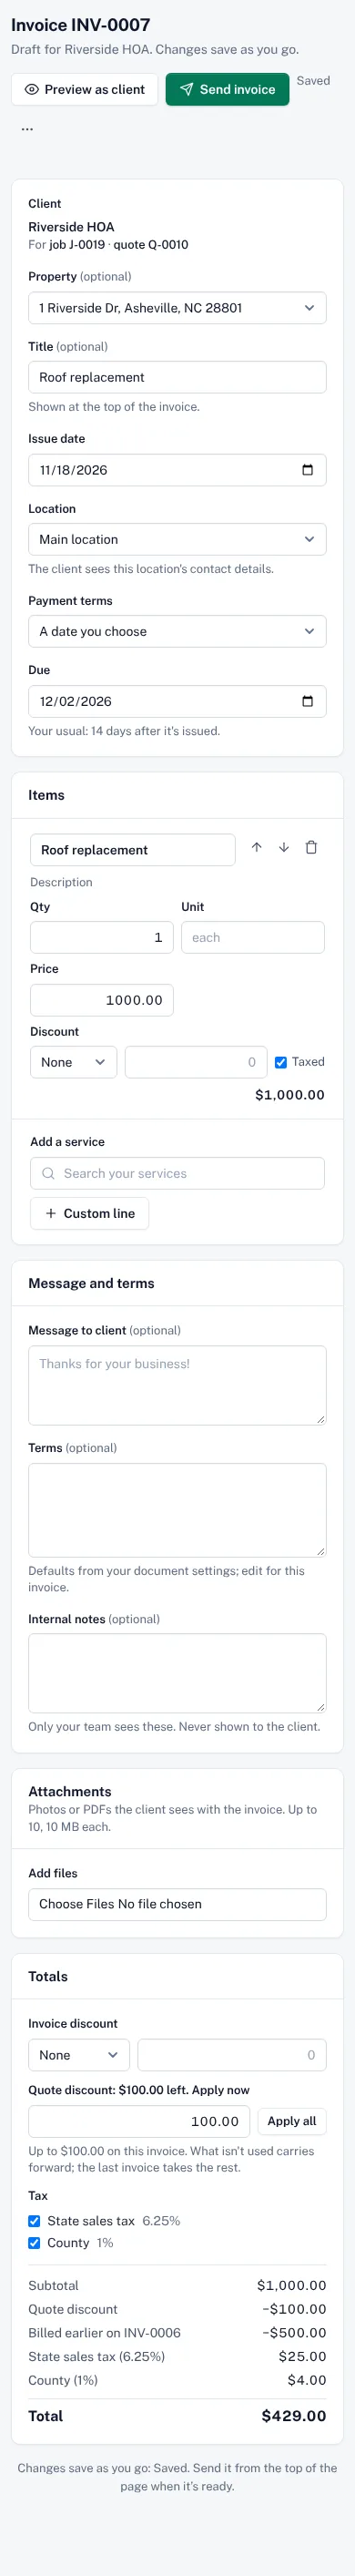 Invoice INV-0007
Draft for Riverside HOA. Changes save as you go.
Preview as client
Send invoice
Saved
...
Client
Riverside HOA
For job J-0019 · quote Q-0010
Property (optional)
1 Riverside Dr, Asheville, NC 28801
Title (optional)
Roof replacement
Shown at the top of the invoice.
Issue date
11/18/2026
Location
Main location
The client sees this location's contact details.
Payment terms
A date you choose
Due
12/02/2026
Your usual: 14 days after it's issued.
Items
Roof replacement
Description
Qty Unit
1 each
Price
1000.00
Discount
None 0 Taxed
$1,000.00
Add a service
Search your services
Custom line
Message and terms
Message to client (optional)
Thanks for your business!
Terms (optional)
Defaults from your document settings; edit for this
invoice.
Internal notes (optional)
Only your team sees these. Never shown to the client.
Attachments
Photos or PDFs the client sees with the invoice. Up to
10, 10 MB each.
Add files
Choose Files No file chosen
Totals
Invoice discount
None 0
Quote discount: $100.00 left. Apply now
100.00 Apply all
Up to $100.00 on this invoice. What isn't used carries
forward; the last invoice takes the rest.
Tax
State sales tax 6.25%
County 1%
Subtotal $1,000.00
Quote discount −$100.00
Billed earlier on INV-0006 −$500.00
State sales tax (6.25%) $25.00
County (1%) $4.00
Total $429.00
Changes save as you go: Saved. Send it from the top of the
page when it's ready.